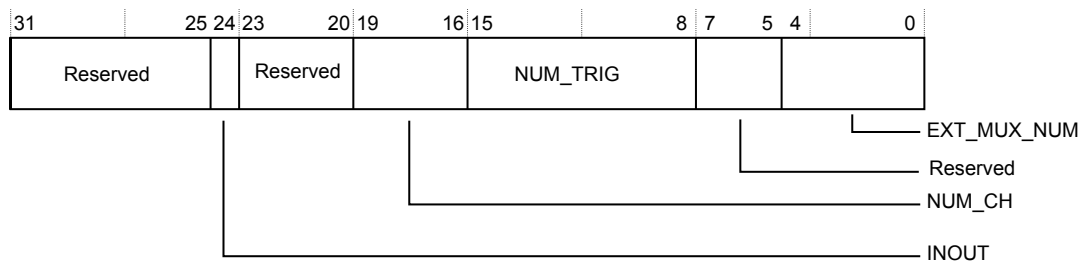 31 25 24 23 20 19 16 15 8 7 5 4 0
Reserved Reserved NUM_TRIG
EXT_MUX_NUM
Reserved
NUM_CH
INOUT